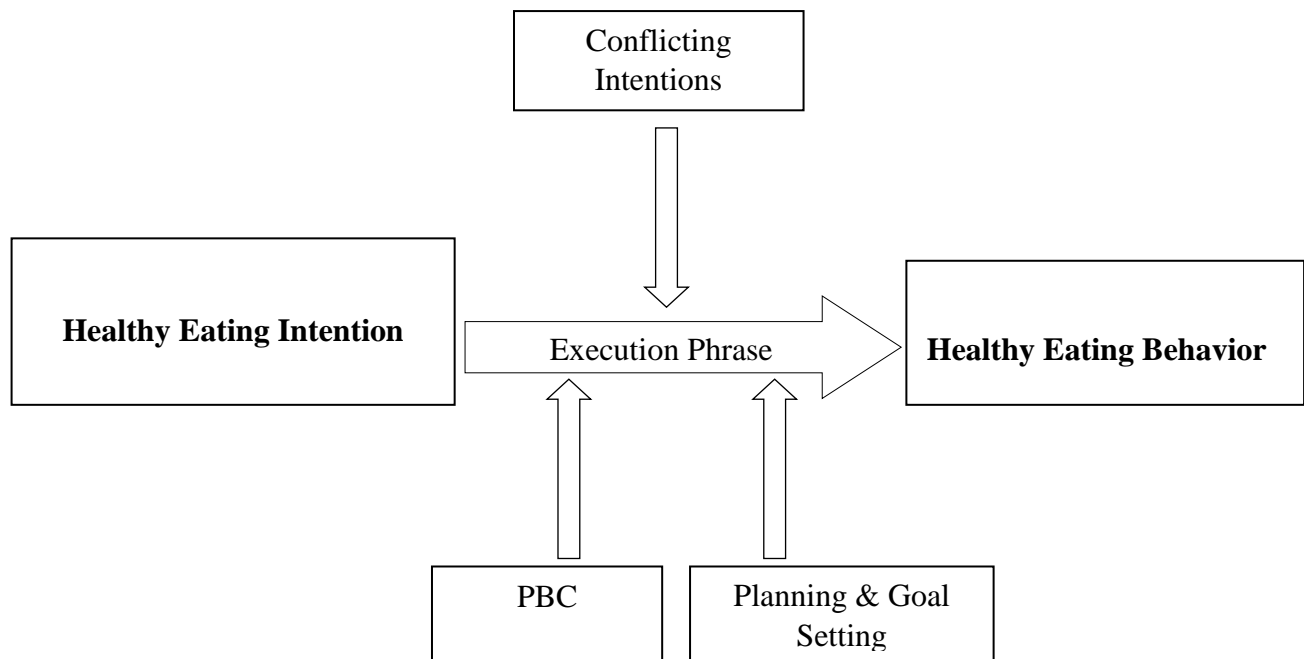 Conflicting
Intentions
Healthy Eating Intention
Execution Phrase
Healthy Eating Behavior
PBC
Planning & Goal
Setting